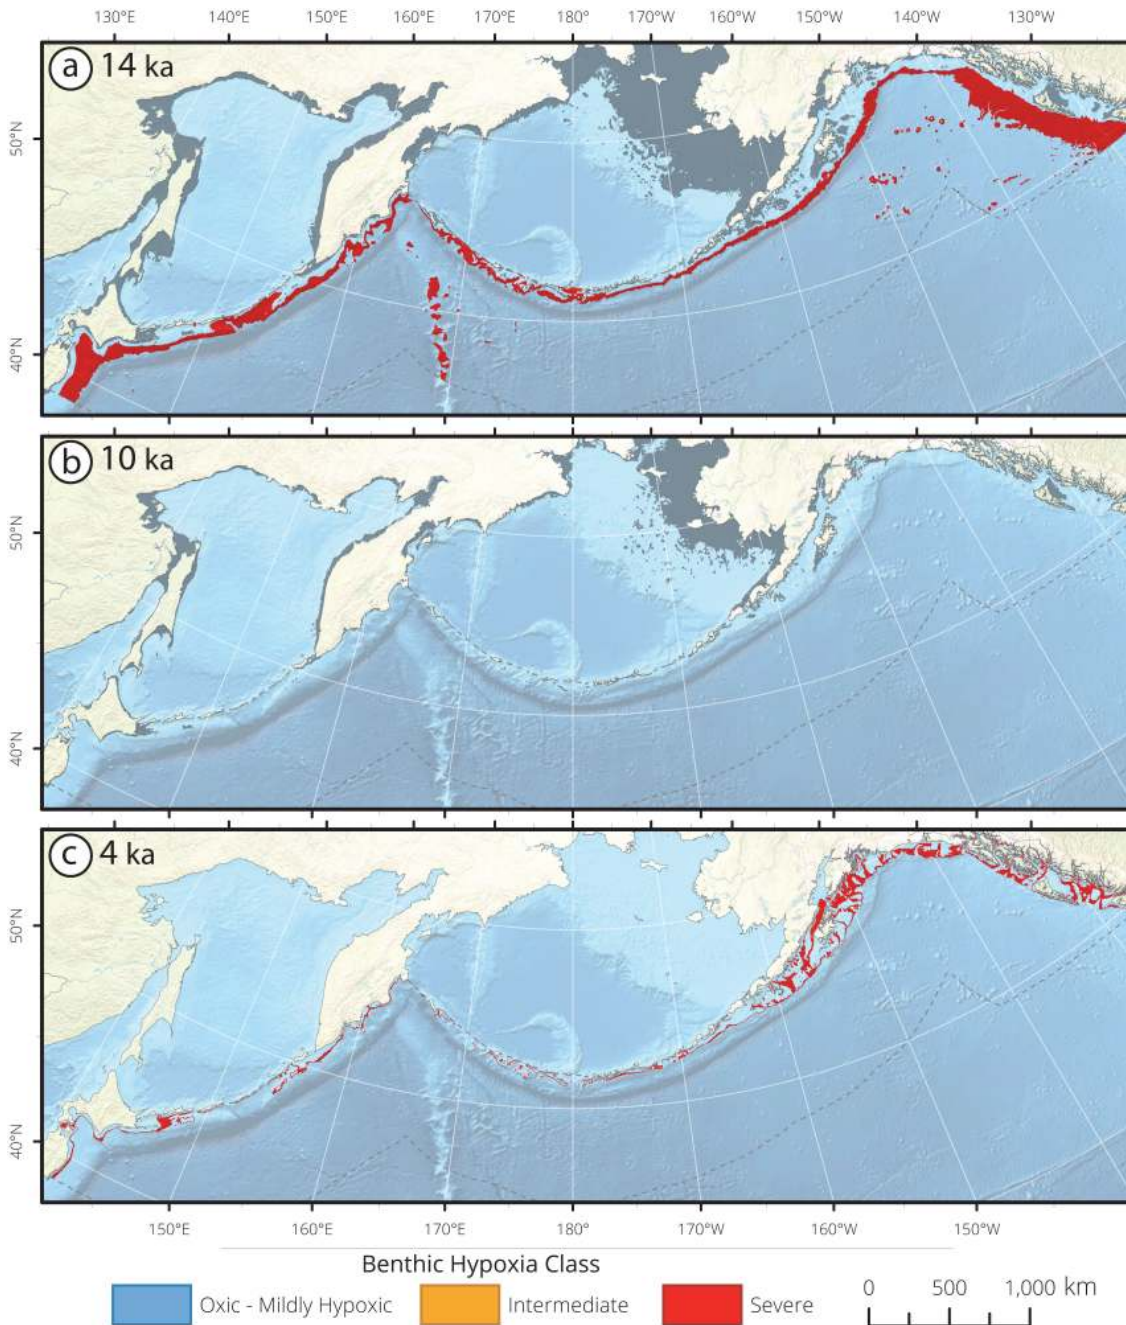 130°E 140°E 150°E 160°E 170°E 180° 170°W 160°W 150°W 140°W 130°W
a 14 ka
50°N
40°N
b 10 ka
50°N
40°N
c 4 ka
50°N
40°N
150°E 160°E 170°E 180° 170°W 160°W 150°W
Benthic Hypoxia Class
Oxic - Mildly Hypoxic Intermediate Severe
0 500 1,000 km